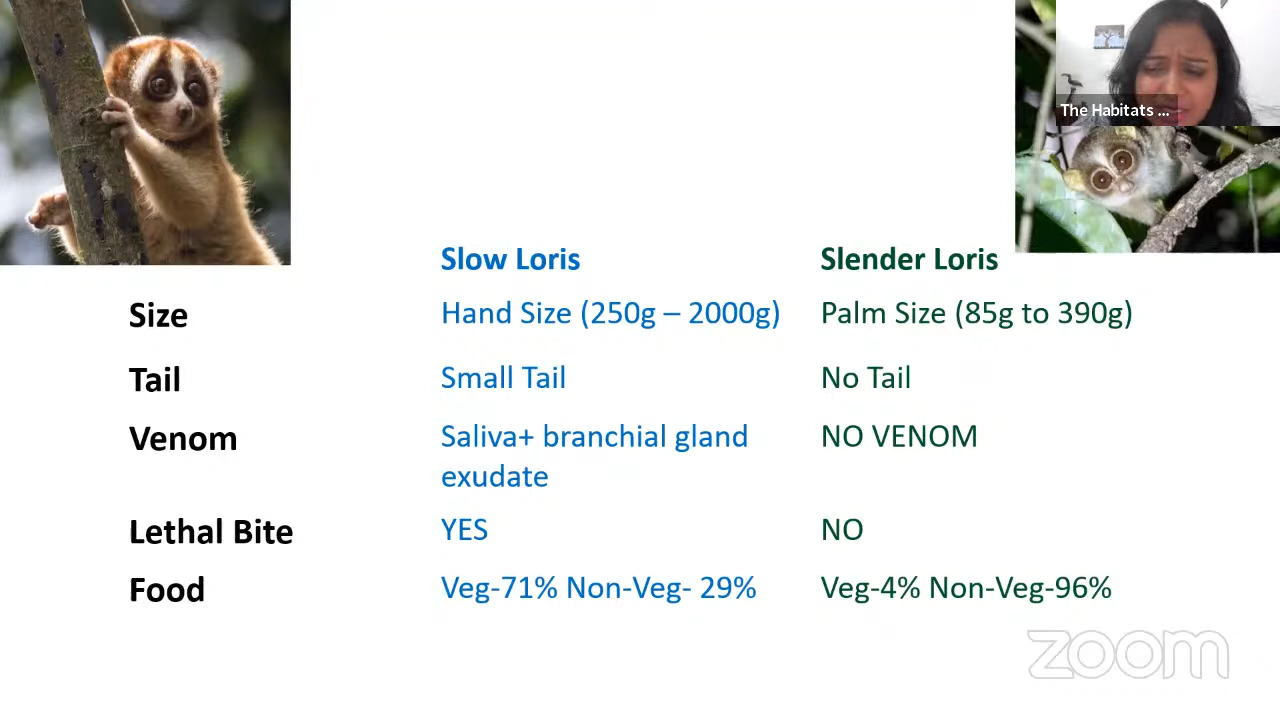 The Habitats ...
Slow Loris Slender Loris
Size Hand Size (250g – 2000g) Palm Size (85g to 390g)
Tail Small Tail No Tail
Venom Saliva+ branchial gland NO VENOM
exudate
Lethal Bite YES NO
Food Veg-71% Non-Veg- 29% Veg-4% Non-Veg-96%
zoom